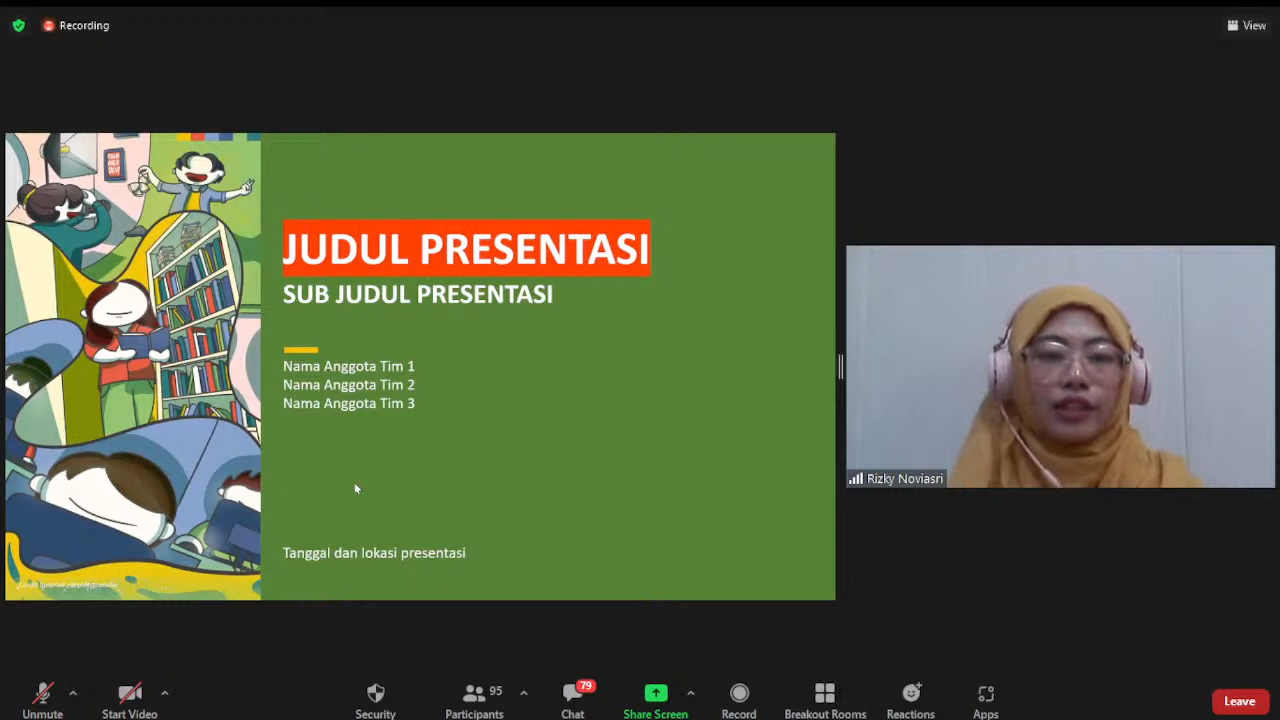 Recording
View
JUDUL PRESENTASI
SUB JUDUL PRESENTASI
Nama Anggota Tim 1
Nama Anggota Tim 2
Nama Anggota Tim 3
Tanggal dan lokasi presentasi
Rizky Noviasri
95
79
Unmute
Start Video
Security
Participants
Chat
Share Screen
Record
Breakout Rooms
Reactions
Apps
Leave